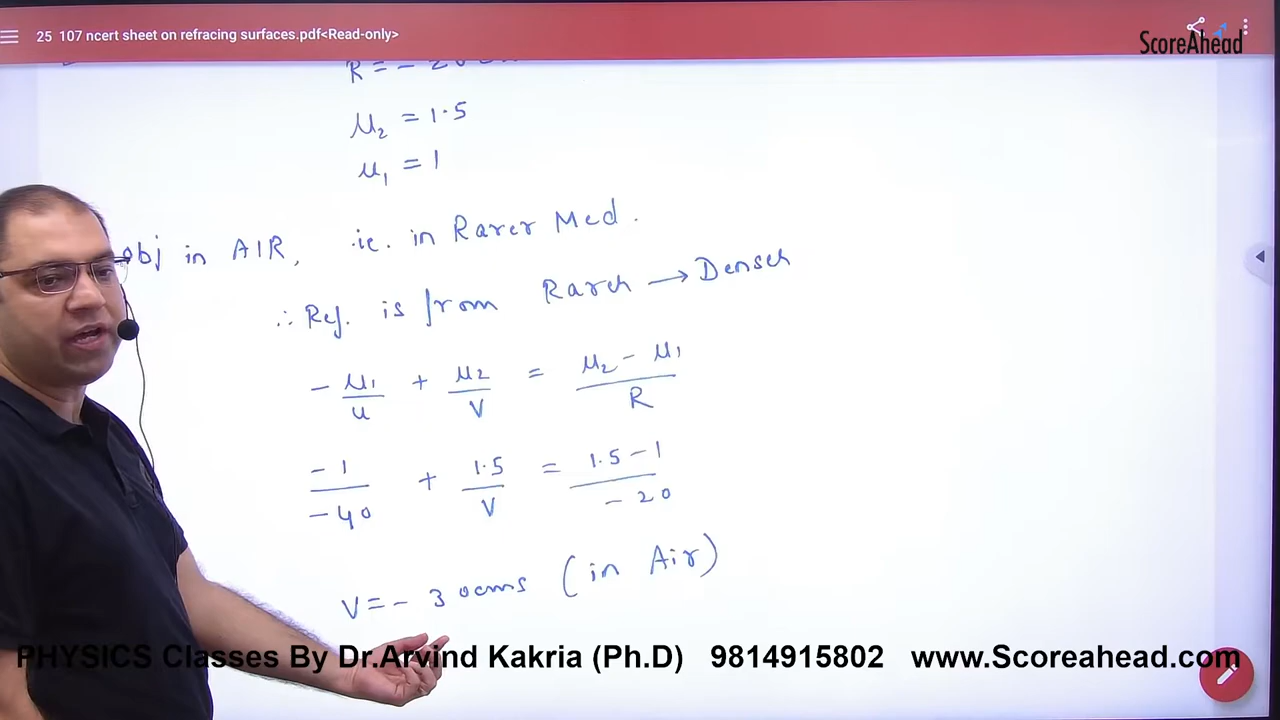 25 107 ncert sheet on refracing surfaces.pdf<Read-only>
ScoreAhead
R = - 20
μ₂ = 1.5
μ₁ = 1
obj in AIR, ie. in Rarer Med.
∴ Ref. is from Rarer → Denser
- μ₁/u + μ₂/V = μ₂ - μ₁/R
-1/-40 + 1.5/V = 1.5 - 1/-20
V = - 30cms (in Air)
PHYSICS Classes By Dr.Arvind Kakria (Ph.D) 9814915802 www.Scoreahead.com